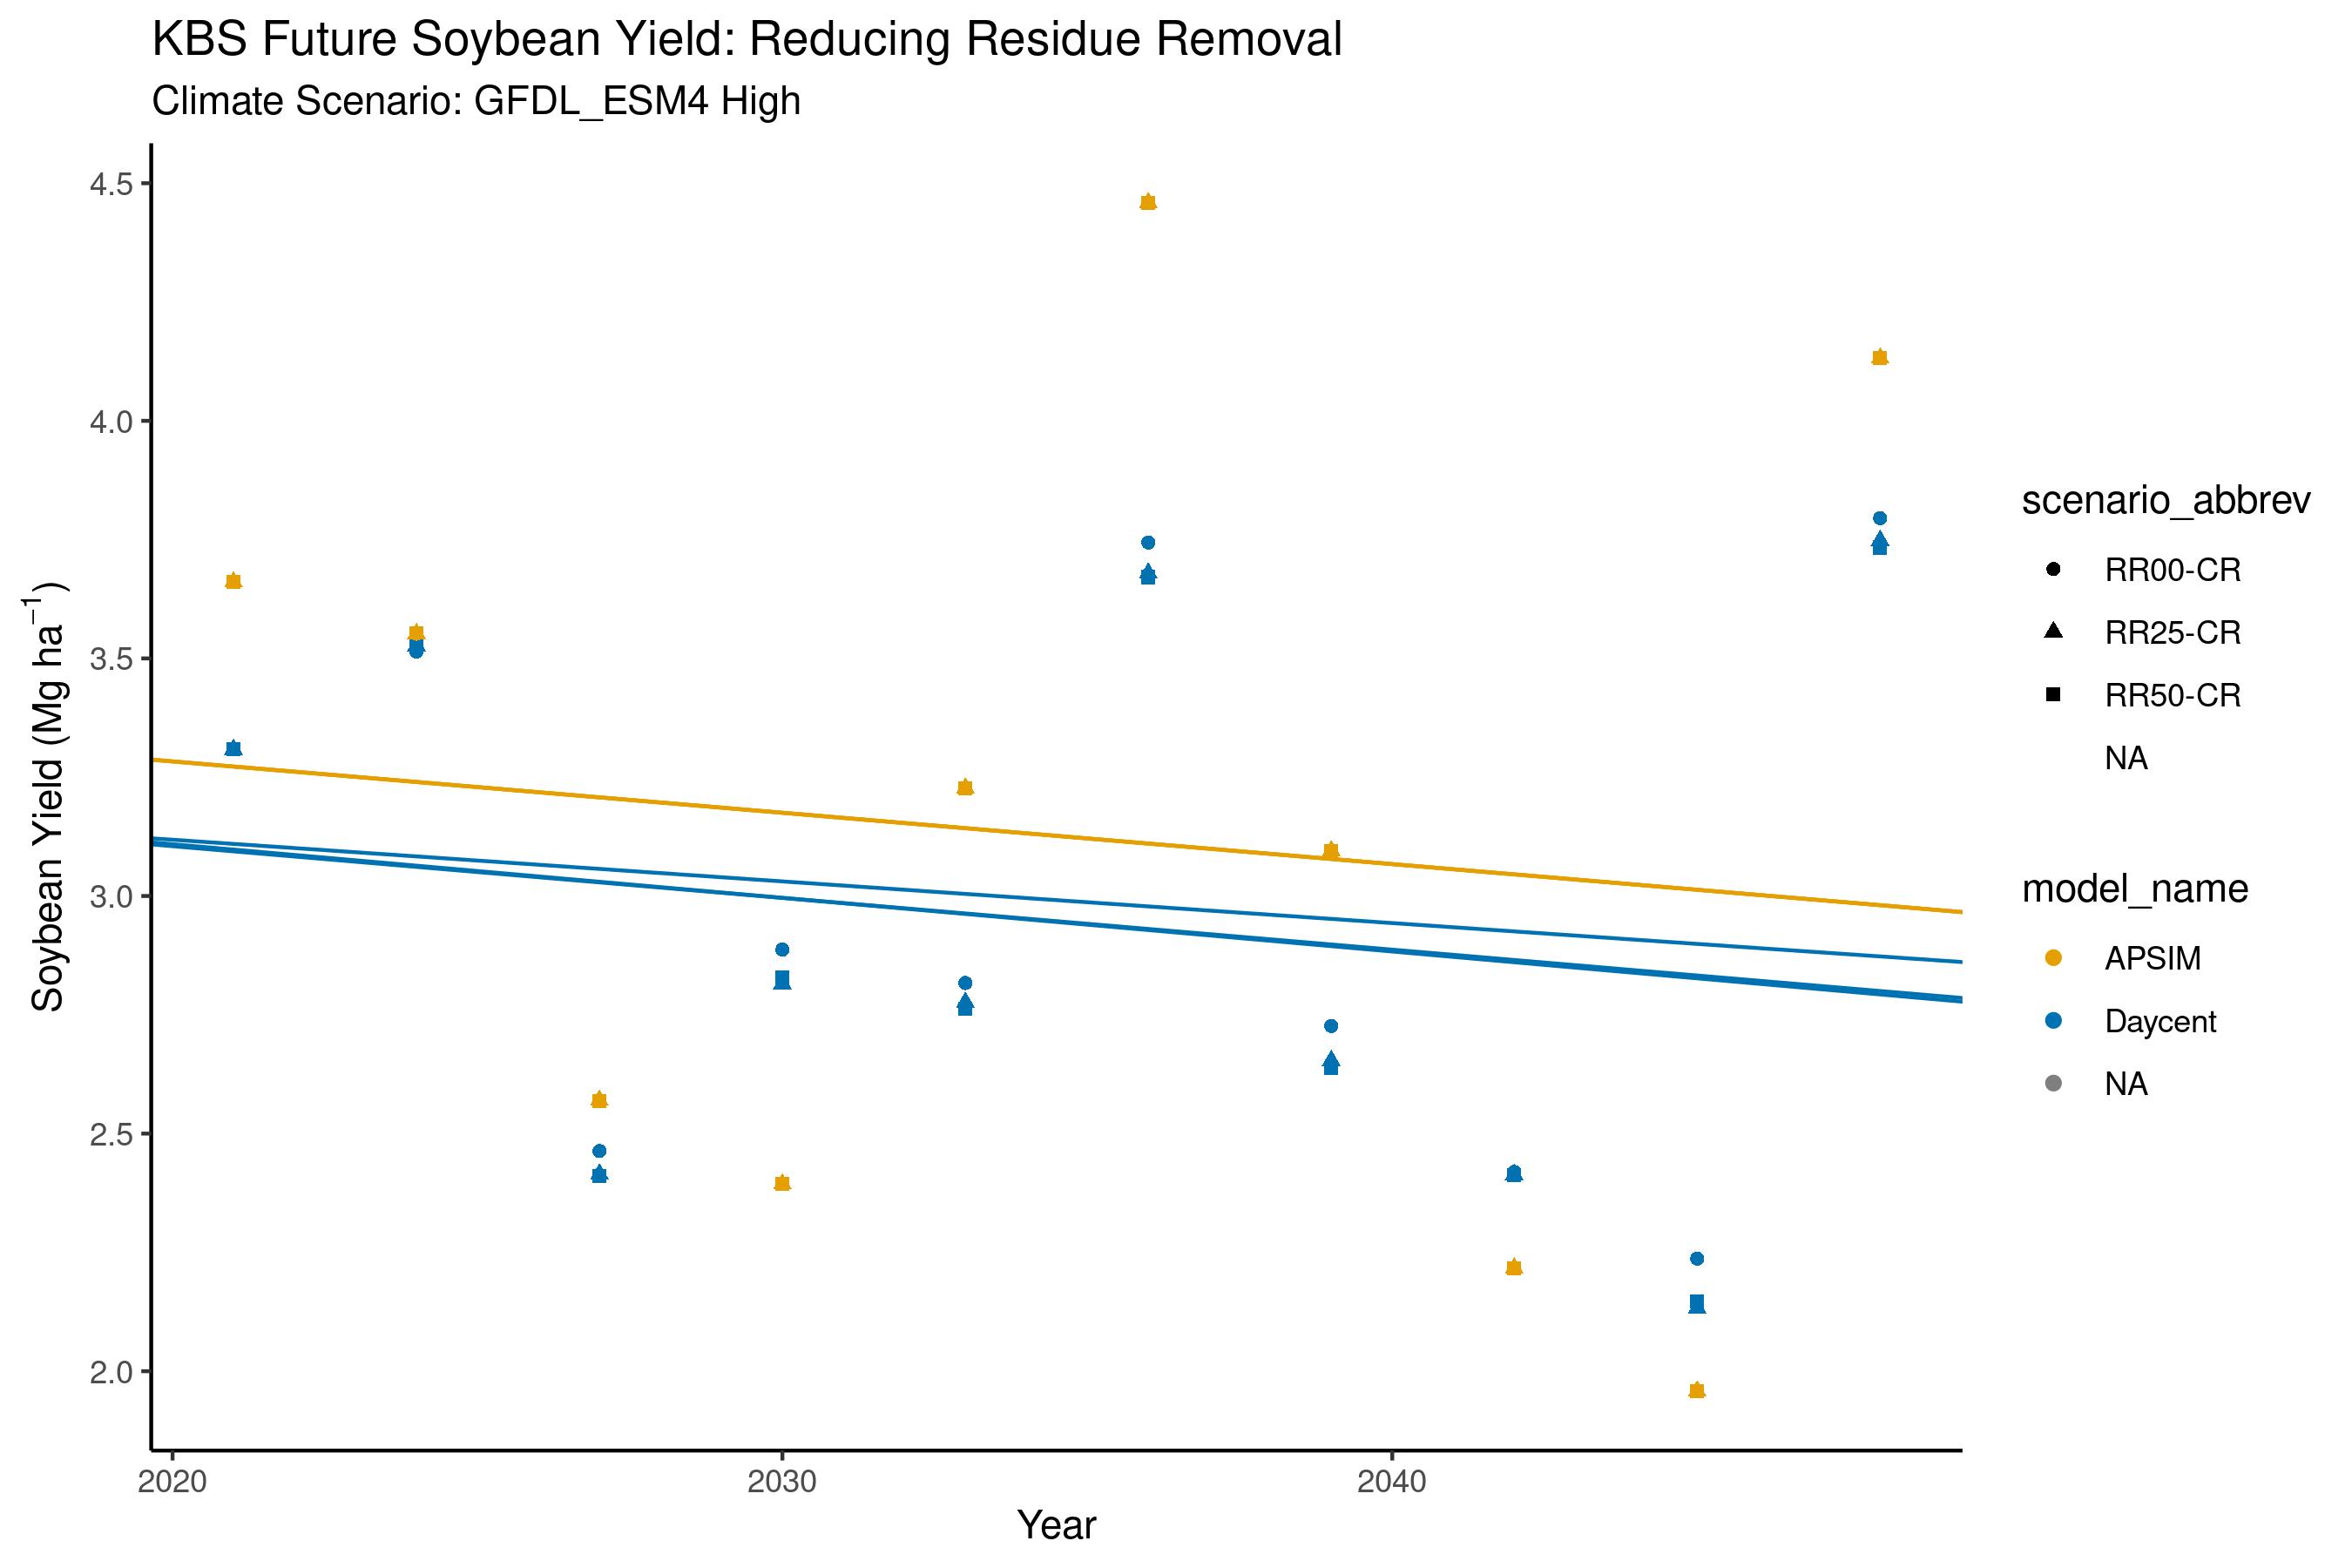 KBS Future Soybean Yield: Reducing Residue Removal
Climate Scenario: GFDL_ESM4 High
4.5
4.0
3.5
3.0
2.5
2.0
Soybean Yield (Mg ha⁻¹)
2020
2030
2040
Year
scenario_abbrev
RR00-CR
RR25-CR
RR50-CR
NA
model_name
APSIM
Daycent
NA